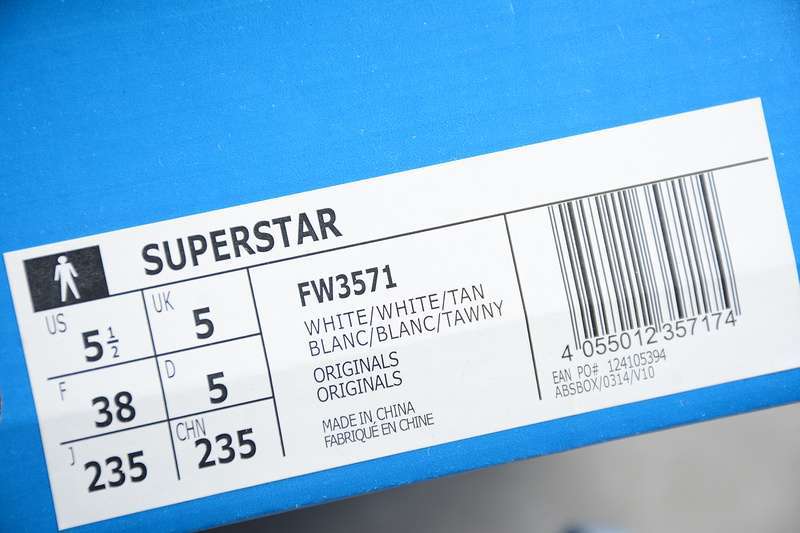 SUPERSTAR
US 5 1/2
UK 5
F 38
D 5
J 235
CHN 235
FW3571
WHITE/WHITE/TAN
BLANC/BLANC/TAWNY
ORIGINALS
ORIGINALS
MADE IN CHINA
FABRIQUÉ EN CHINE
4 055012 357174
EAN PO# 124105394
ABSBOX/0314/V10